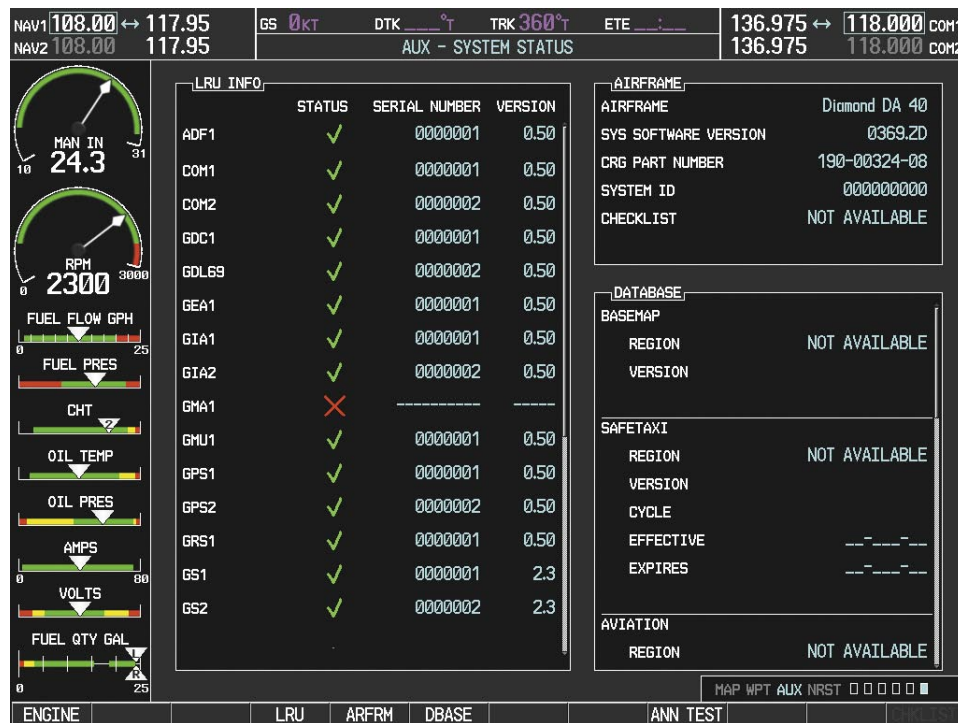 NAV1 108.00 ↔ 117.95
NAV2 108.00 117.95
GS 0KT DTK ___°T TRK 360°T ETE __:__
AUX - SYSTEM STATUS
136.975 ↔ 118.000 COM1
136.975 118.000 COM2
MAN IN
24.3
10 31
RPM
2300
0 3000
FUEL FLOW GPH
0 25
FUEL PRES
CHT
2
OIL TEMP
OIL PRES
AMPS
0 80
VOLTS
FUEL QTY GAL
L
R
0 25
LRU INFO
STATUS SERIAL NUMBER VERSION
ADF1 ✓ 0000001 0.50
COM1 ✓ 0000001 0.50
COM2 ✓ 0000002 0.50
GDC1 ✓ 0000001 0.50
GDL69 ✓ 0000002 0.50
GEA1 ✓ 0000001 0.50
GIA1 ✓ 0000001 0.50
GIA2 ✓ 0000002 0.50
GMA1 ✗ ---------- -----
GMU1 ✓ 0000001 0.50
GPS1 ✓ 0000001 0.50
GPS2 ✓ 0000002 0.50
GRS1 ✓ 0000001 0.50
GS1 ✓ 0000001 2.3
GS2 ✓ 0000002 2.3
AIRFRAME
AIRFRAME Diamond DA 40
SYS SOFTWARE VERSION 0369.ZD
CRG PART NUMBER 190-00324-08
SYSTEM ID 000000000
CHECKLIST NOT AVAILABLE
DATABASE
BASEMAP
REGION NOT AVAILABLE
VERSION
SAFETAXI
REGION NOT AVAILABLE
VERSION
CYCLE
EFFECTIVE __-___-__
EXPIRES __-___-__
AVIATION
REGION NOT AVAILABLE
MAP WPT AUX NRST
ENGINE LRU ARFRM DBASE ANN TEST CHKLIST